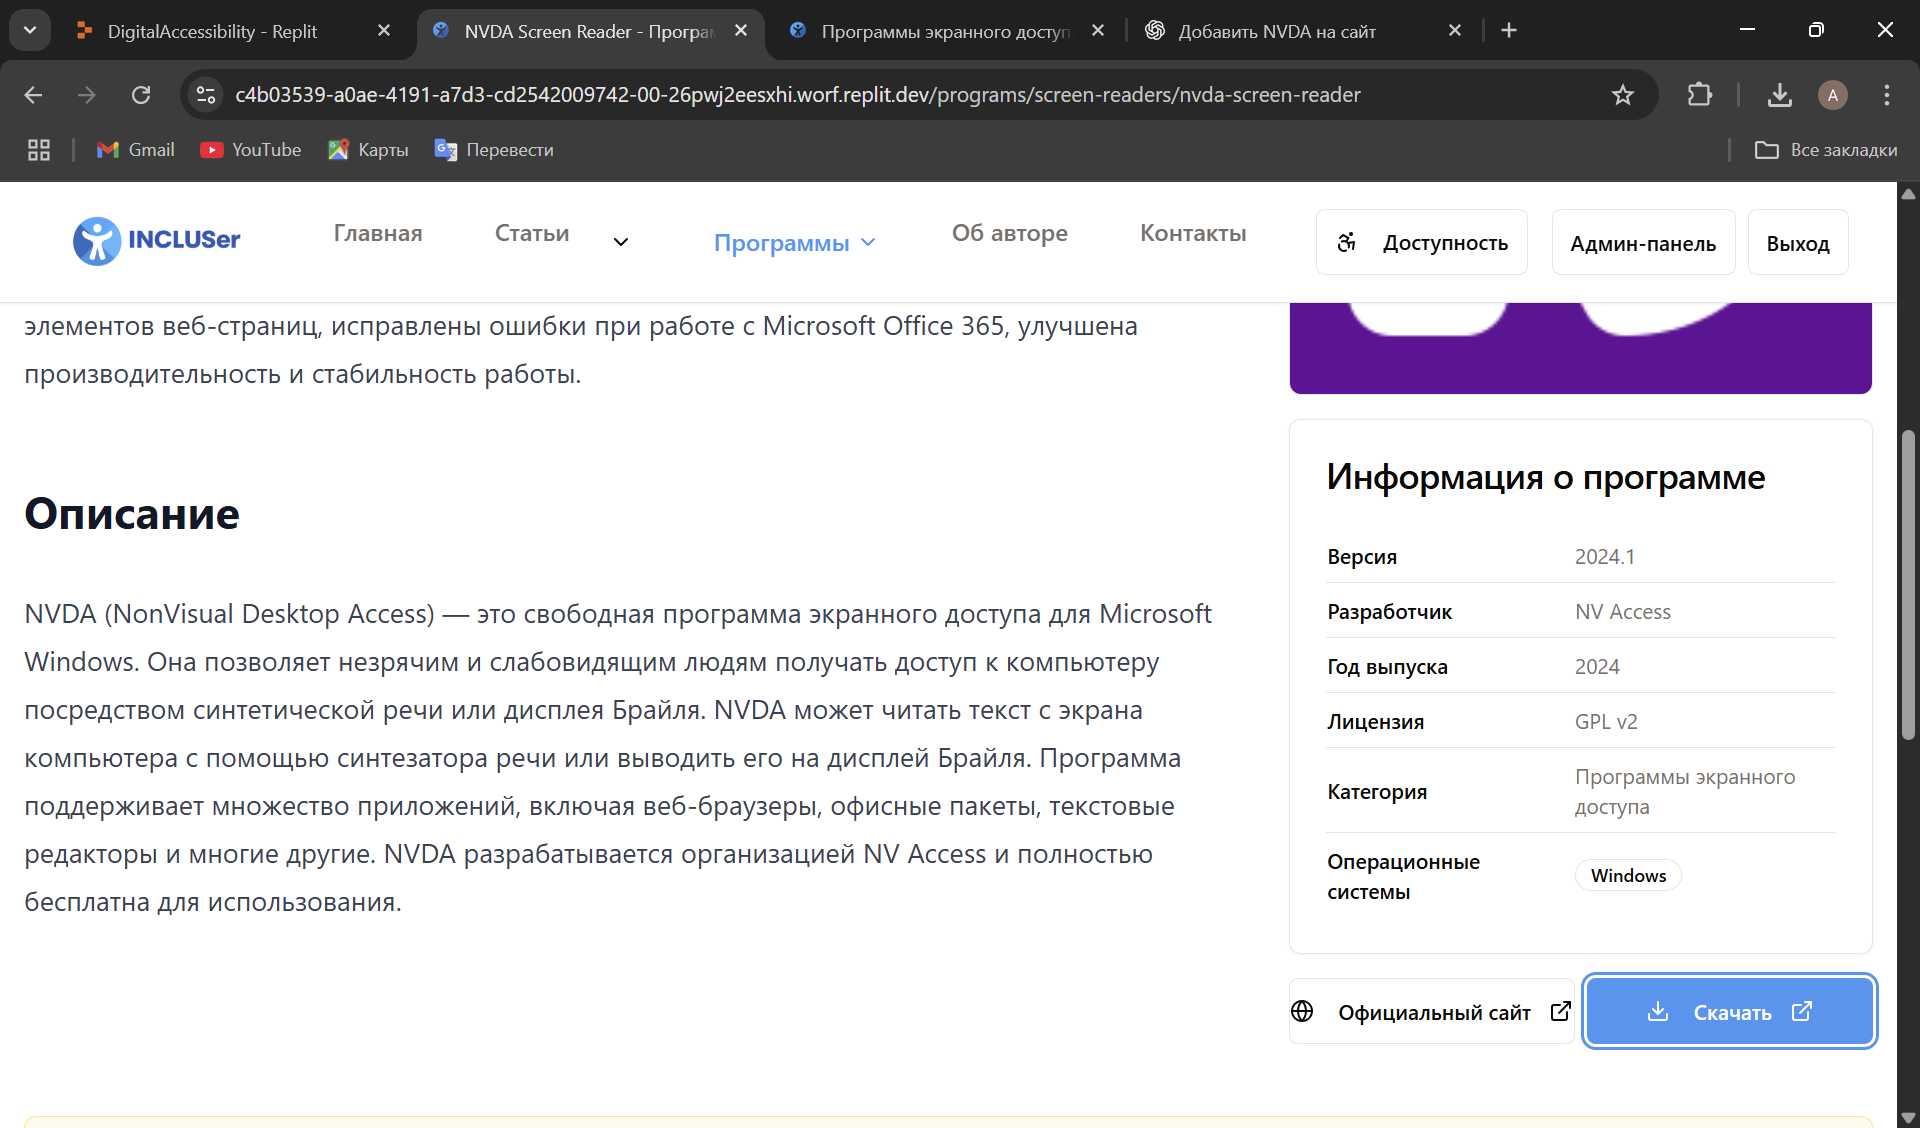 DigitalAccessibility - Replit
NVDA Screen Reader - Програм
Программы экранного доступ
Добавить NVDA на сайт
c4b03539-a0ae-4191-a7d3-cd2542009742-00-26pwj2eesxhi.worf.replit.dev/programs/screen-readers/nvda-screen-reader
A
Gmail
YouTube
Карты
Перевести
Все закладки
INCLUSer
Главная
Статьи
Программы
Об авторе
Контакты
Доступность
Админ-панель
Выход
элементов веб-страниц, исправлены ошибки при работе с Microsoft Office 365, улучшена
производительность и стабильность работы.
Описание
NVDA (NonVisual Desktop Access) — это свободная программа экранного доступа для Microsoft
Windows. Она позволяет незрячим и слабовидящим людям получать доступ к компьютеру
посредством синтетической речи или дисплея Брайля. NVDA может читать текст с экрана
компьютера с помощью синтезатора речи или выводить его на дисплей Брайля. Программа
поддерживает множество приложений, включая веб-браузеры, офисные пакеты, текстовые
редакторы и многие другие. NVDA разрабатывается организацией NV Access и полностью
бесплатна для использования.
Информация о программе
Версия 2024.1
Разработчик NV Access
Год выпуска 2024
Лицензия GPL v2
Категория Программы экранного
доступа
Операционные
системы
Windows
Официальный сайт
Скачать